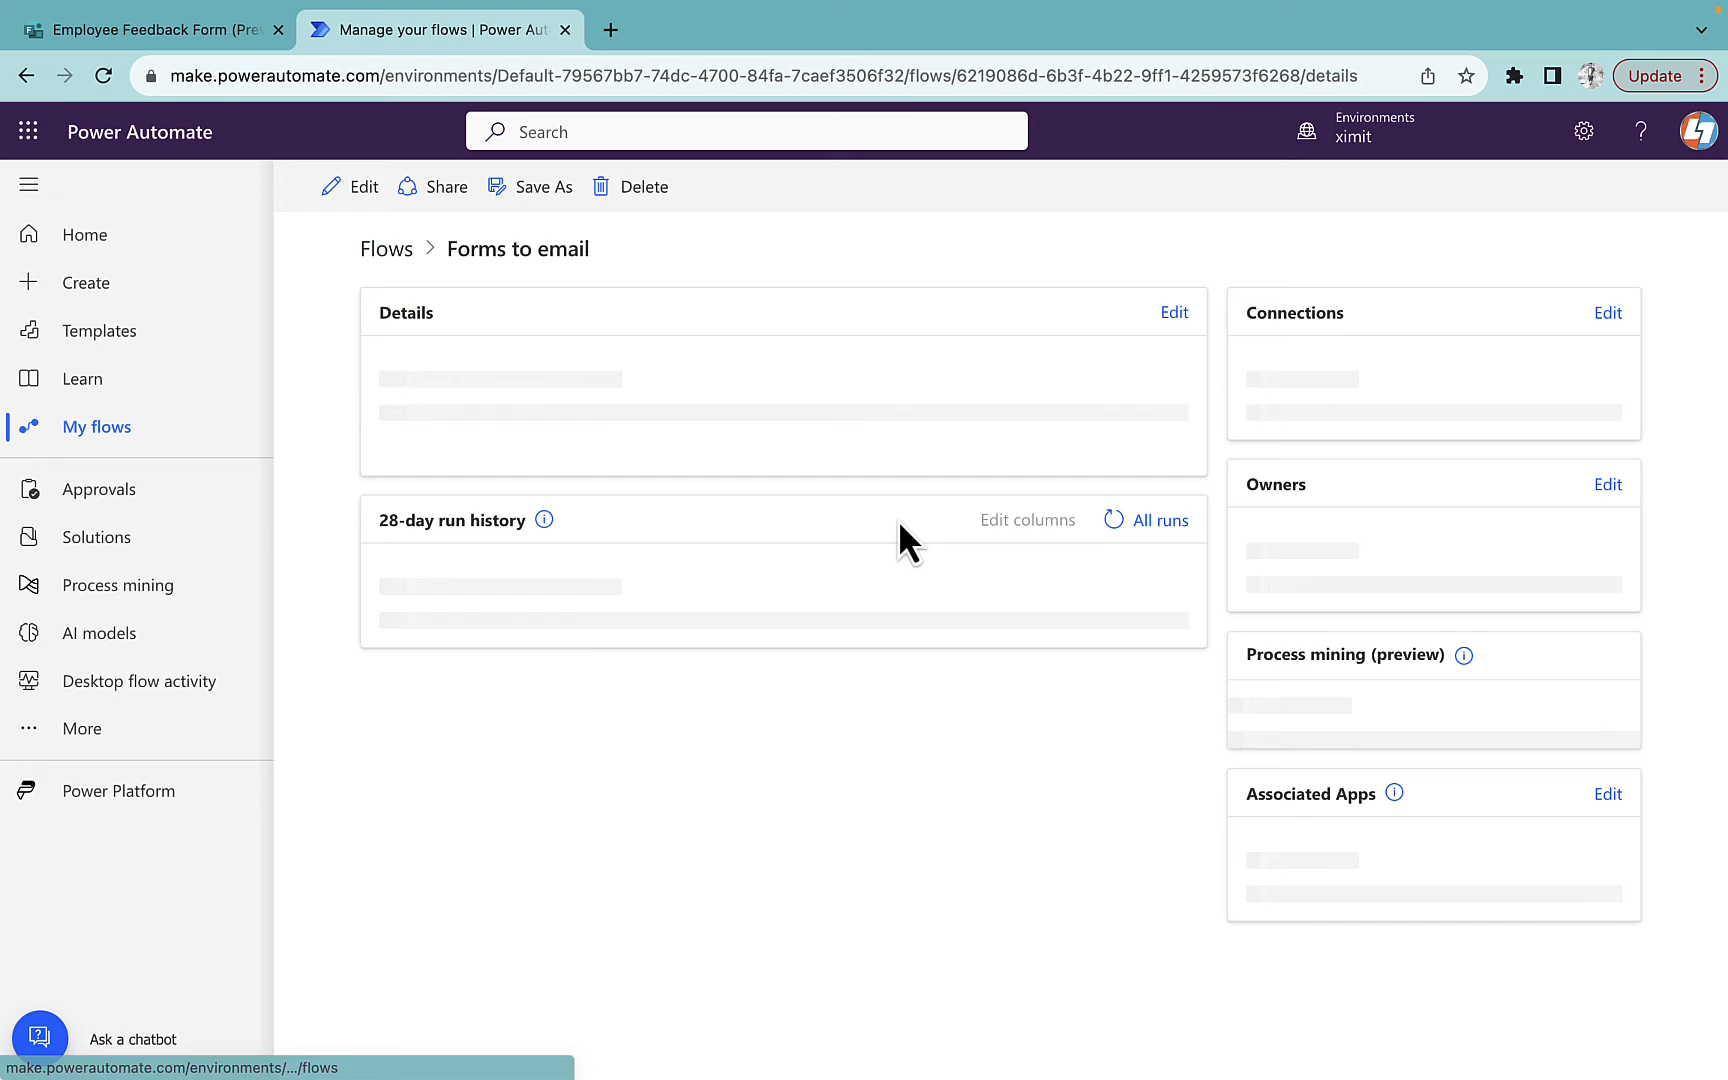 Employee Feedback Form (Pre
Manage your flows | Power Aut
make.powerautomate.com/environments/Default-79567bb7-74dc-4700-84fa-7caef3506f32/flows/6219086d-6b3f-4b22-9ff1-4259573f6268/details
Update
Power Automate
Search
Environments
ximit
Edit Share Save As Delete
Home
Create
Templates
Learn
My flows
Approvals
Solutions
Process mining
AI models
Desktop flow activity
More
Power Platform
Ask a chatbot
Flows > Forms to email
Details Edit
28-day run history Edit columns All runs
Connections Edit
Owners Edit
Process mining (preview)
Associated Apps Edit
make.powerautomate.com/environments/.../flows